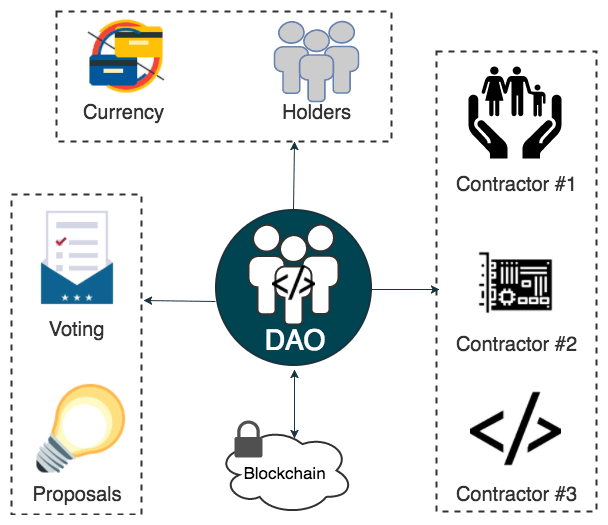 Currency
Holders
Contractor #1
Voting
</>
DAO
Contractor #2
Blockchain
Proposals
Contractor #3